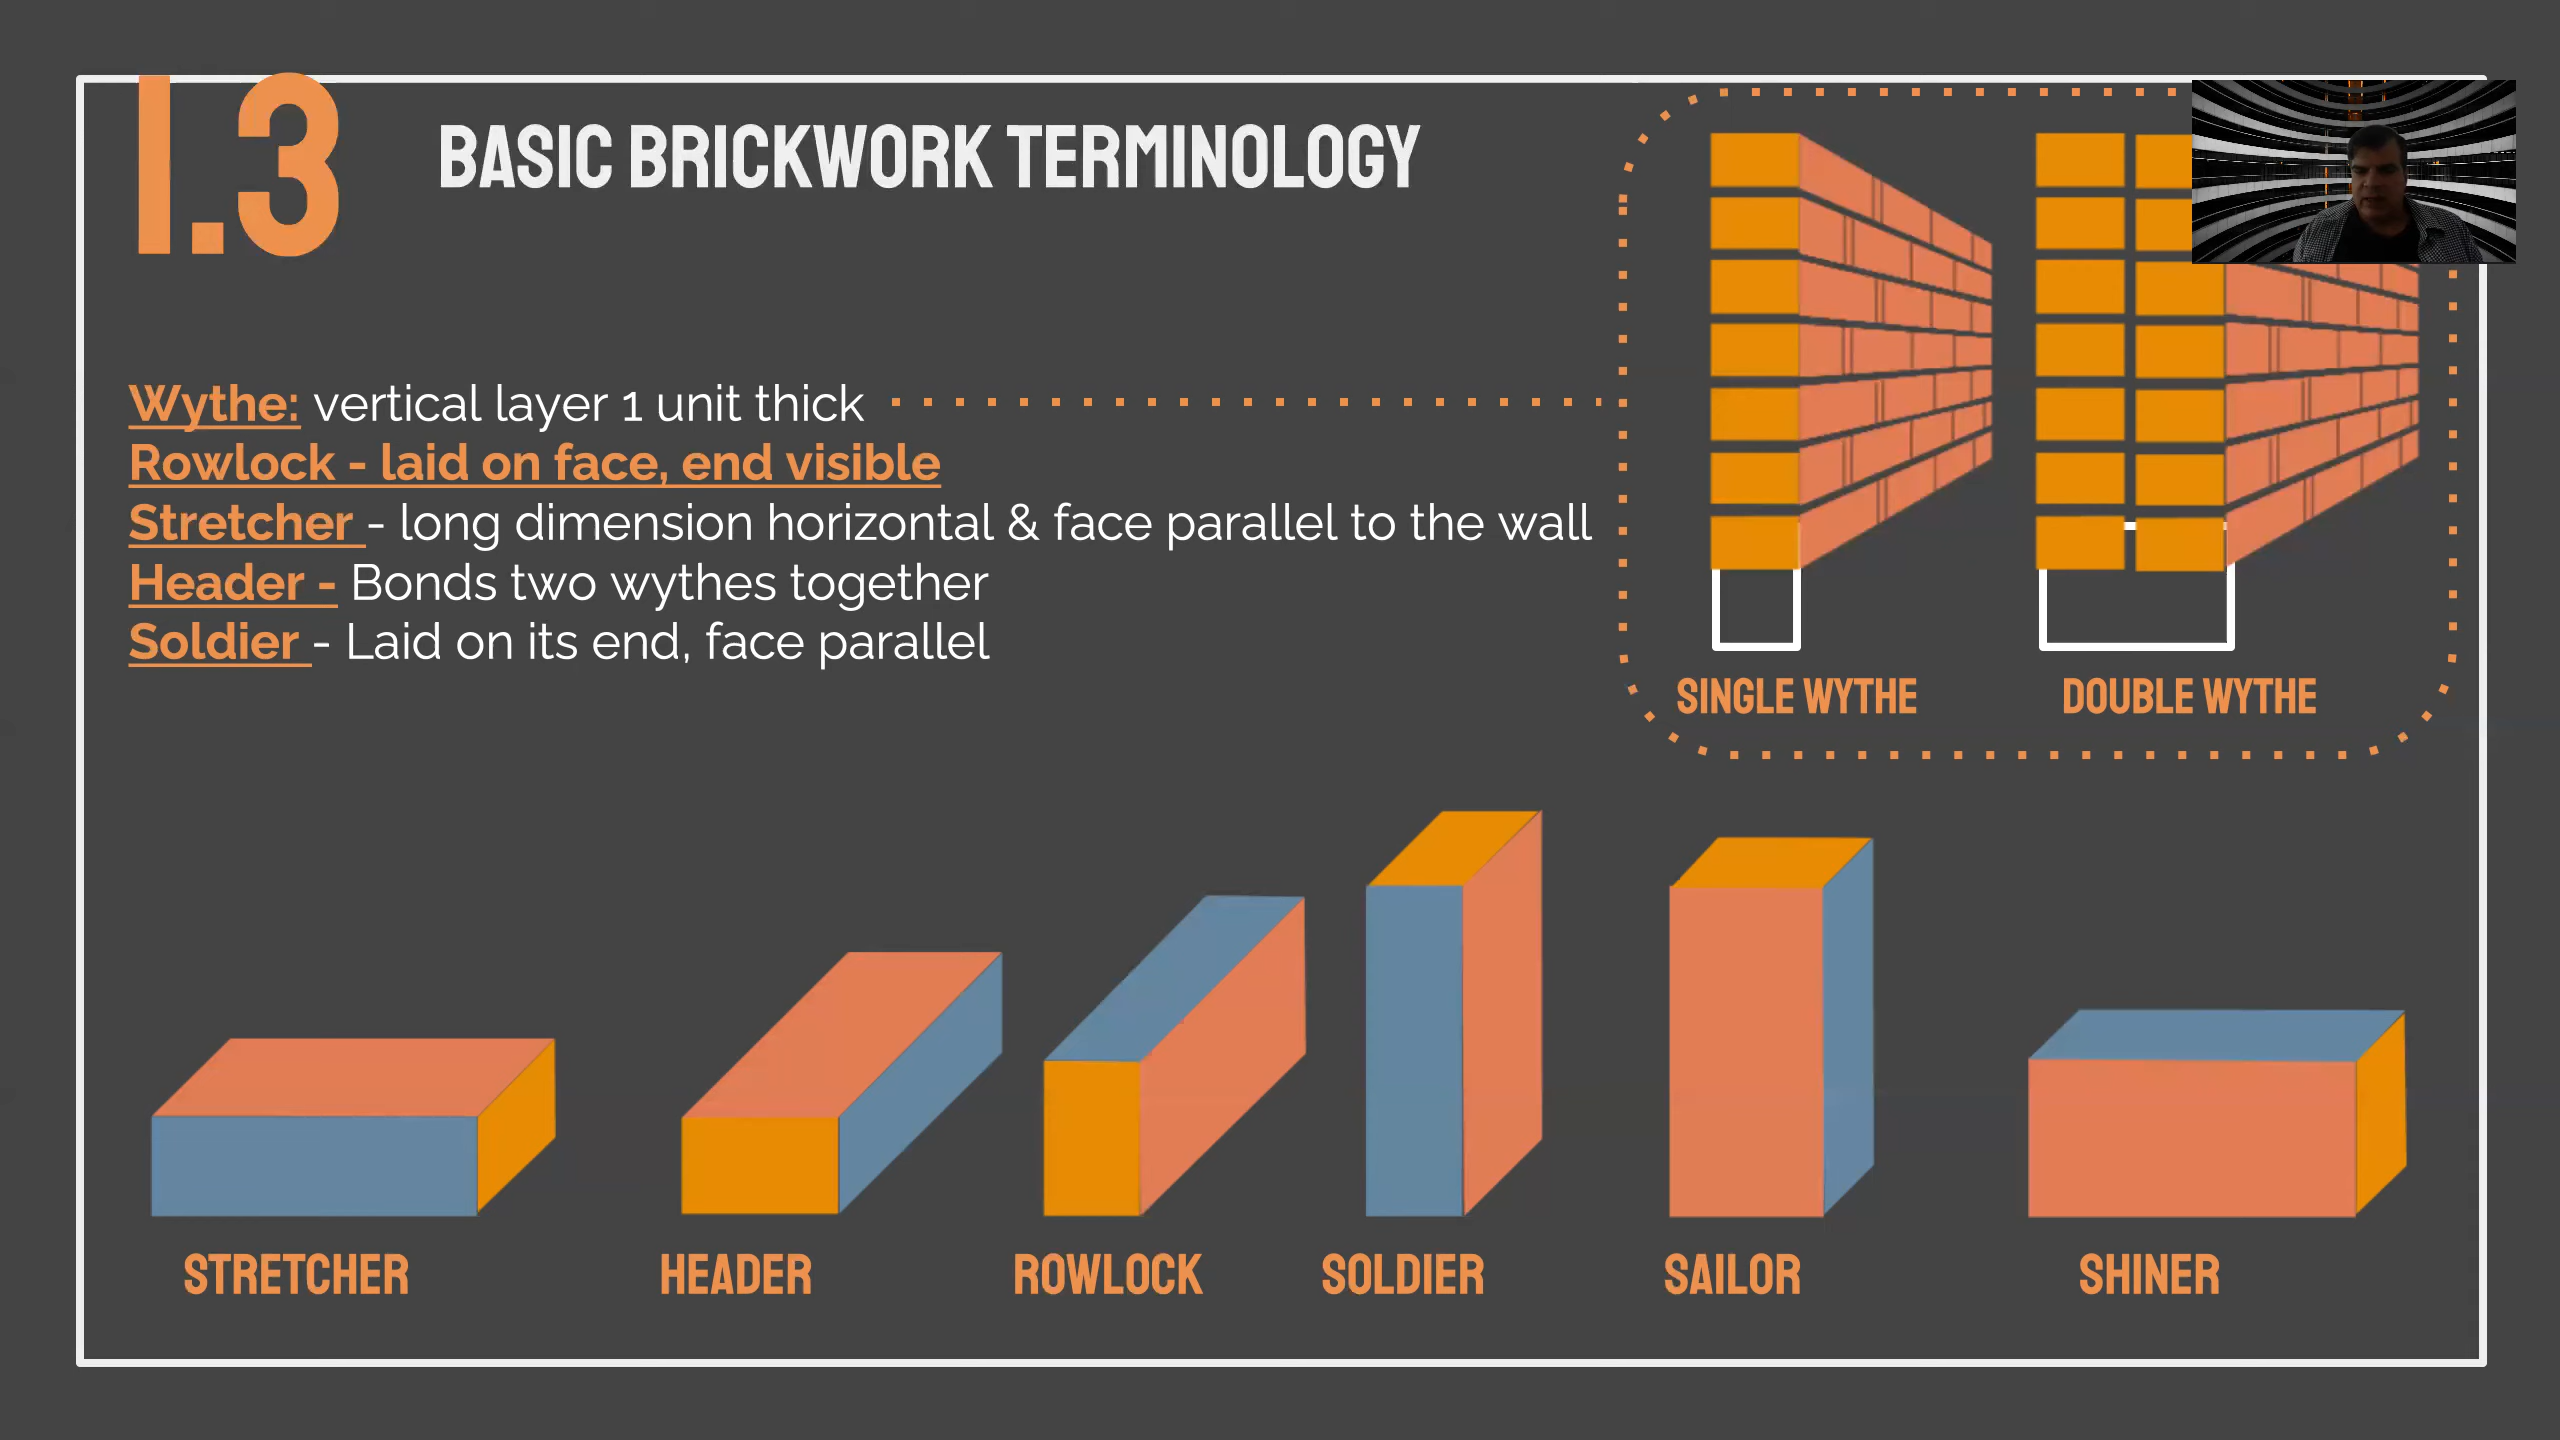 1.3
BASIC BRICKWORK TERMINOLOGY
Wythe: vertical layer 1 unit thick
Rowlock - laid on face, end visible
Stretcher - long dimension horizontal & face parallel to the wall
Header - Bonds two wythes together
Soldier - Laid on its end, face parallel
SINGLE WYTHE
DOUBLE WYTHE
STRETCHER
HEADER
ROWLOCK
SOLDIER
SAILOR
SHINER